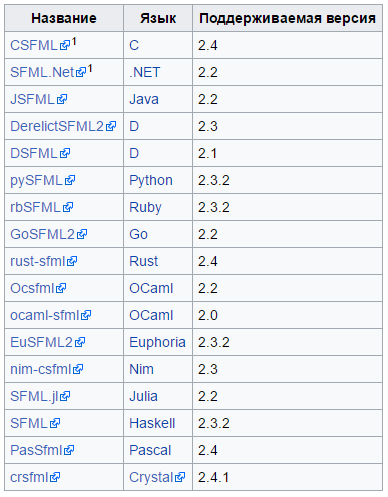 Название Язык Поддерживаемая версия
CSFML1 C 2.4
SFML.Net1 .NET 2.2
JSFML Java 2.2
DerelictSFML2 D 2.3
DSFML D 2.1
pySFML Python 2.3.2
rbSFML Ruby 2.3.2
GoSFML2 Go 2.2
rust-sfml Rust 2.4
Ocsfml OCaml 2.2
ocaml-sfml OCaml 2.0
EuSFML2 Euphoria 2.3.2
nim-csfml Nim 2.3
SFML.jl Julia 2.2
SFML Haskell 2.3.2
PasSfml Pascal 2.4
crsfml Crystal 2.4.1